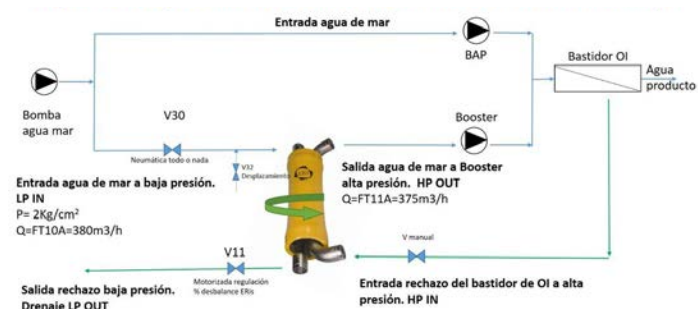 Entrada agua de mar
BAP
Bastidor OI
Agua
producto
Bomba
agua mar
V30
Neumática todo o nada
V32
Desplazamiento
Booster
Entrada agua de mar a baja presión.
LP IN
P= 2Kg/cm²
Q=FT10A=380m3/h
Salida agua de mar a Booster
alta presión. HP OUT
Q=FT11A=375m3/h
V manual
V11
Motorizada regulación
% desbalance ERIs
Salida rechazo baja presión.
Drenaje LP OUT
Entrada rechazo del bastidor de OI a alta
presión. HP IN